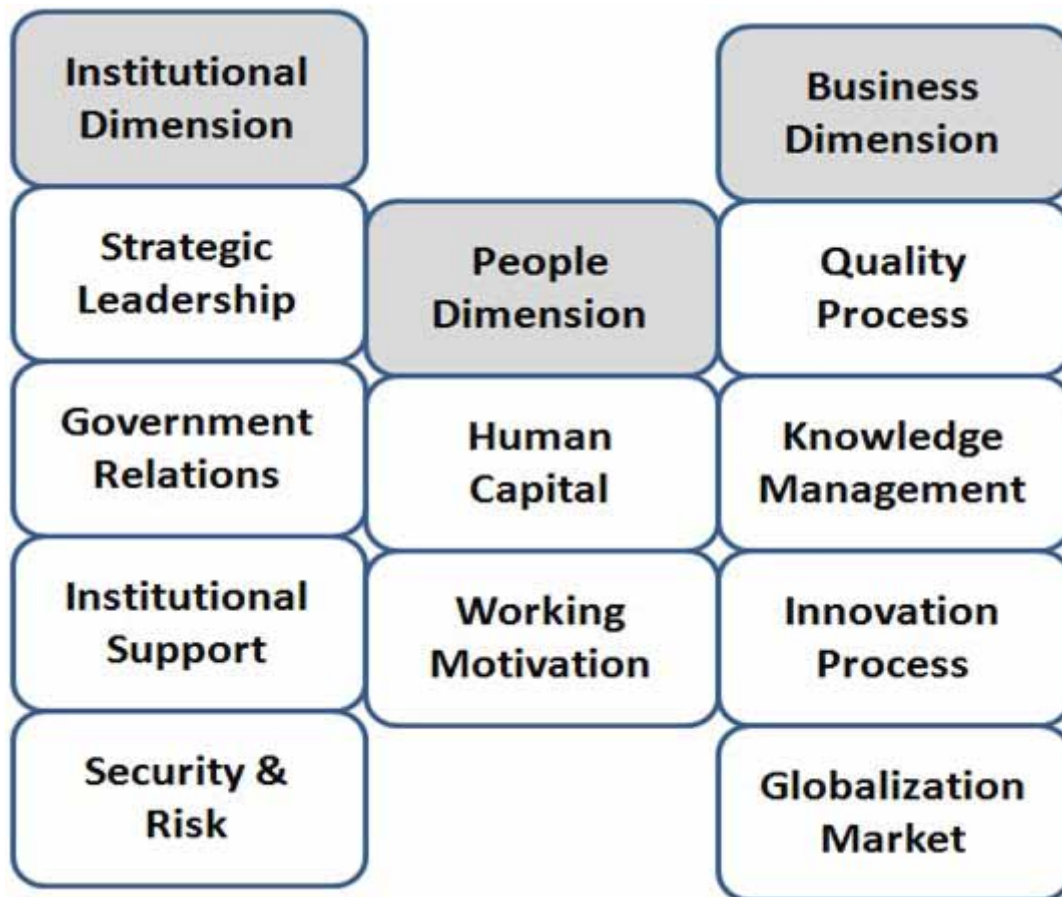 Institutional
Dimension
Strategic
Leadership
Government
Relations
Institutional
Support
Security &
Risk
People
Dimension
Human
Capital
Working
Motivation
Business
Dimension
Quality
Process
Knowledge
Management
Innovation
Process
Globalization
Market